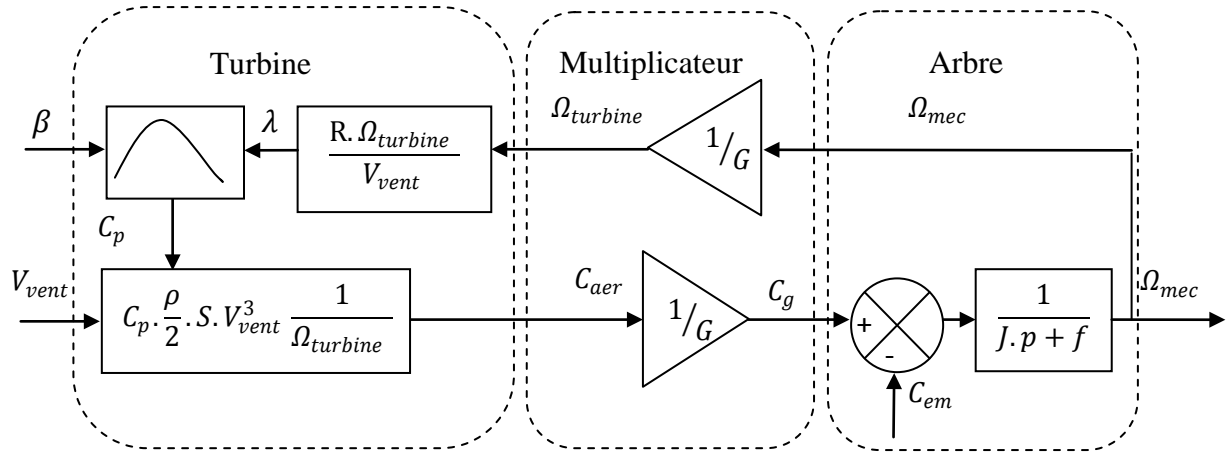 Turbine
Multiplicateur
Arbre
β
λ
R. Ω_turbine / V_vent
Ω_turbine
1/G
Ω_mec
C_p
V_vent
C_p . ρ/2 . S. V_vent^3 1/Ω_turbine
C_aer
1/G
C_g
+
-
C_em
1 / J. p + f
Ω_mec